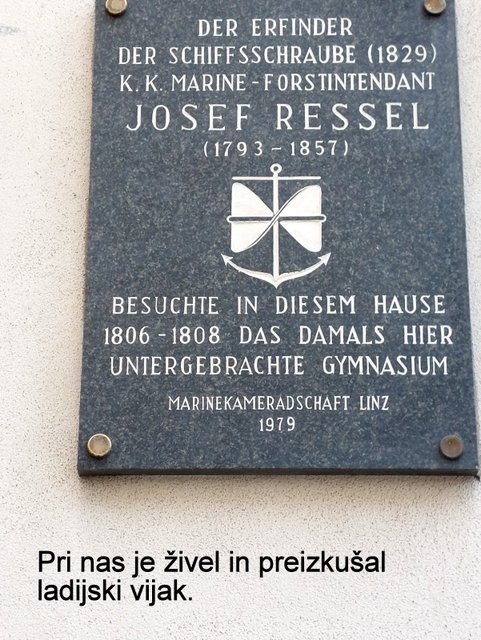 DER ERFINDER
DER SCHIFFSSCHRAUBE (1829)
K. K. MARINE-FORSTINTENDANT
JOSEF RESSEL
(1793-1857)
BESUCHTE IN DIESEM HAUSE
1806-1808 DAS DAMALS HIER
UNTERGEBRACHTE GYMNASIUM
MARINEKAMERADSCHAFT LINZ
1979
Pri nas je živel in preizkušal
ladijski vijak.